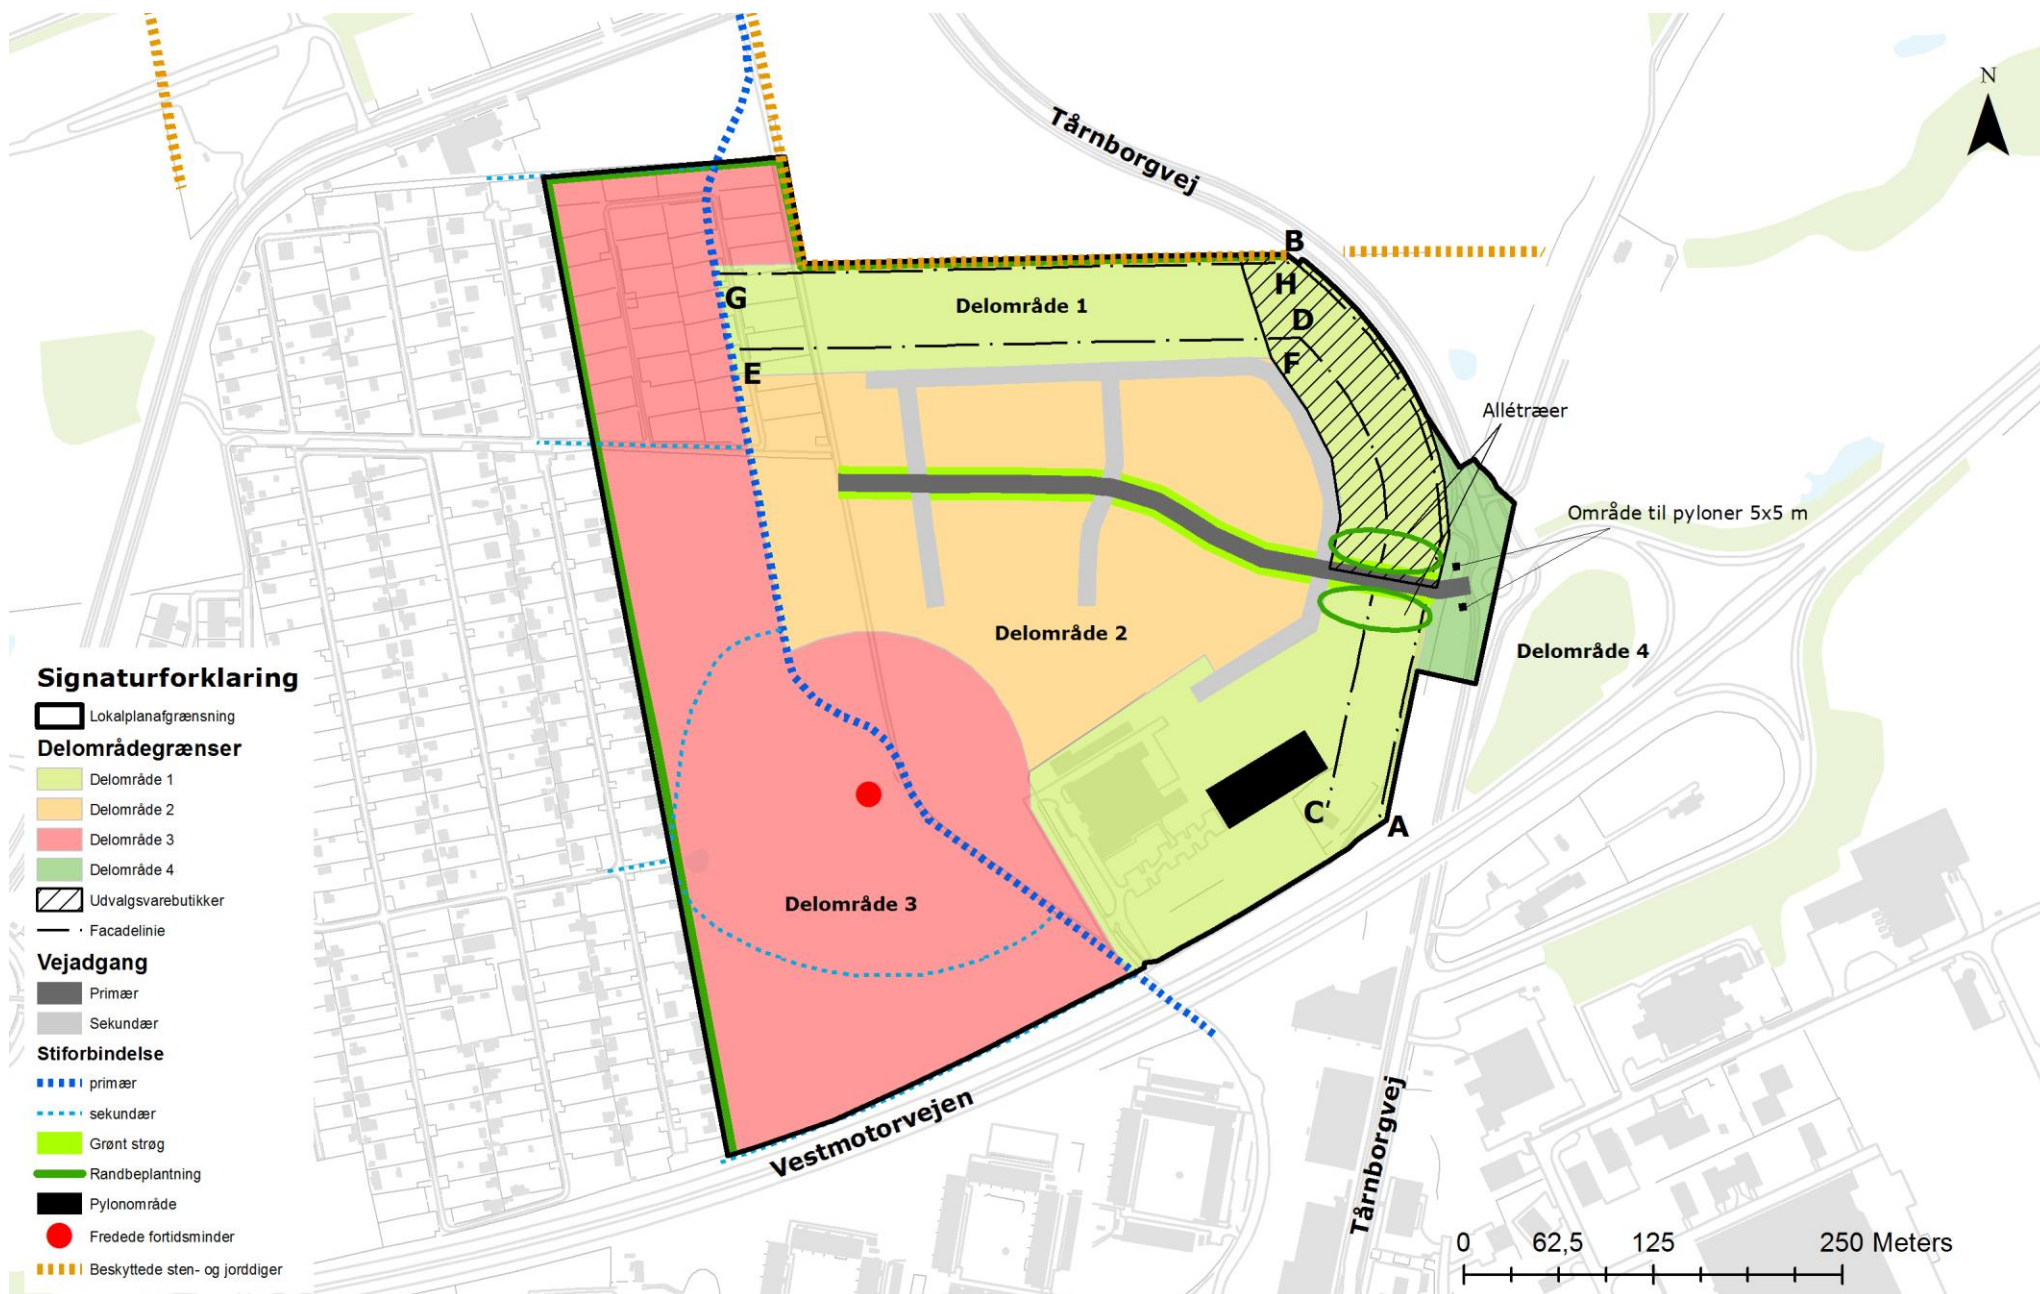 N
Tårnborgvej
B
G
H
Delområde 1
D
E
F
Allétræer
Område til pyloner 5x5 m
Delområde 2
Delområde 4
C
A
Delområde 3
Vestmotorvejen
Tårnborgvej
0 62,5 125 250 Meters
Signaturforklaring
Lokalplanafgrænsning
Delområdegrænser
Delområde 1
Delområde 2
Delområde 3
Delområde 4
Udvalgsvarebutikker
Facadelinie
Vejadgang
Primær
Sekundær
Stiforbindelse
primær
sekundær
Grønt strøg
Randbeplantning
Pylonområde
Fredede fortidsminder
Beskyttede sten- og jorddiger